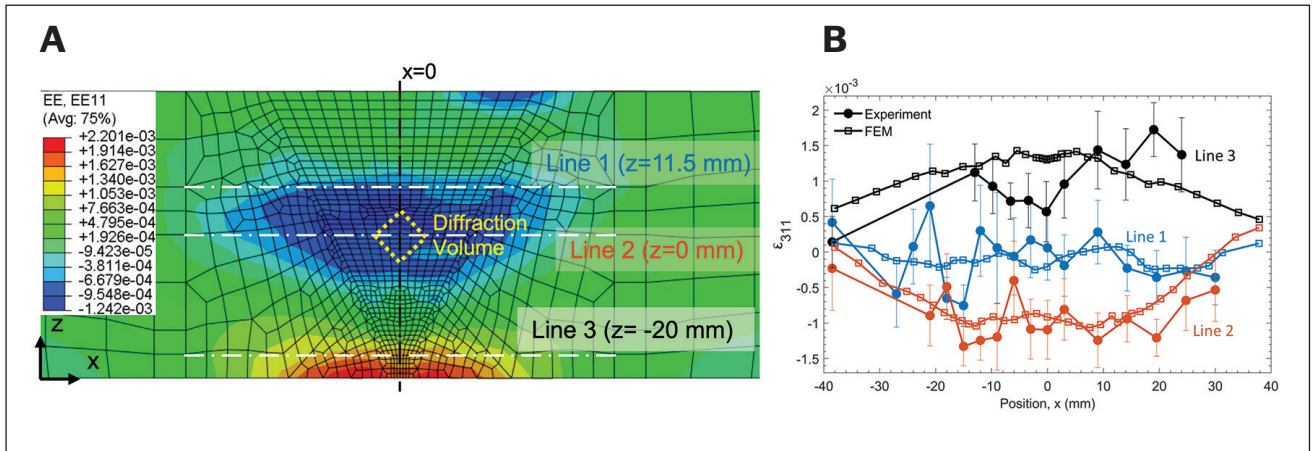 A
x=0
EE, EE11
(Avg: 75%)
+2.201e-03
+1.914e-03
+1.627e-03
+1.340e-03
+1.053e-03
+7.663e-04
+4.795e-04
+1.926e-04
-9.423e-05
-3.811e-04
-6.679e-04
-9.548e-04
-1.242e-03
Line 1 (z=11.5 mm)
Diffraction
Volume
Line 2 (z=0 mm)
Line 3 (z= -20 mm)
z
x
B
×10⁻³
2
1.5
1
0.5
0
-0.5
-1
-1.5
ε311
Experiment
FEM
Line 3
Line 1
Line 2
-40 -30 -20 -10 0 10 20 30 40
Position, x (mm)